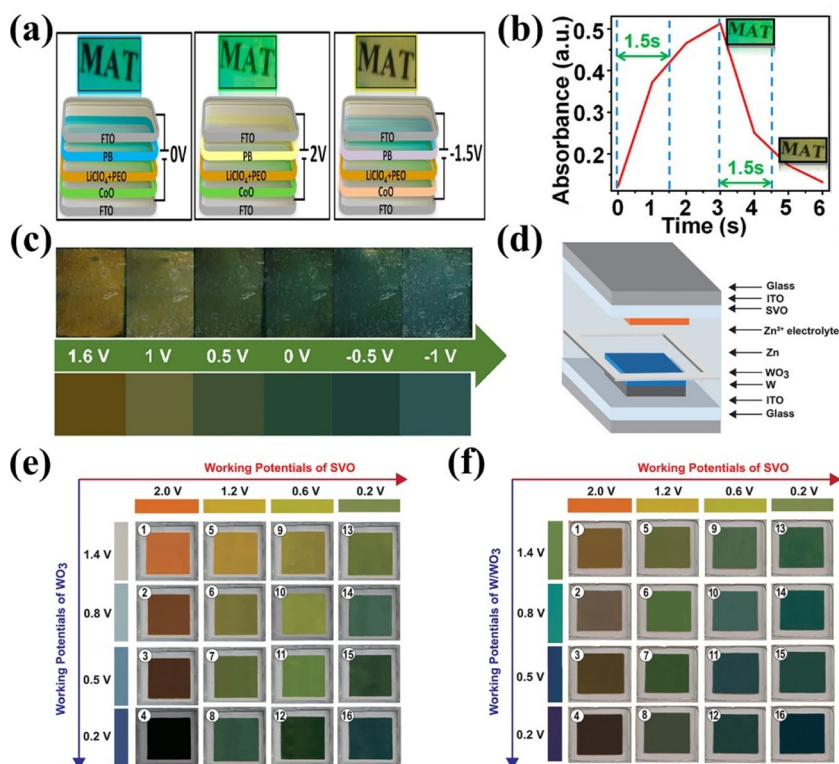 (a)
MAT
MAT
MAT
FTO
PB
LiClO₄+PEO
CoO
FTO
0V
FTO
PB
LiClO₄+PEO
CoO
FTO
2V
FTO
PB
LiClO₄+PEO
CoO
FTO
-1.5V
(b)
Absorbance (a.u.)
0.5
0.4
0.3
0.2
1.5s
MAT
MAT
1.5s
0 1 2 3 4 5 6
Time (s)
(c)
1.6 V 1 V 0.5 V 0 V -0.5 V -1 V
(d)
Glass
ITO
SVO
Zn²⁺ electrolyte
Zn
WO₃
W
ITO
Glass
(e)
Working Potentials of SVO
2.0 V 1.2 V 0.6 V 0.2 V
Working Potentials of WO₃
1.4 V
1 5 9 13
0.8 V
2 6 10 14
0.5 V
3 7 11 15
0.2 V
4 8 12 16
(f)
Working Potentials of SVO
2.0 V 1.2 V 0.6 V 0.2 V
Working Potentials of W/WO₃
1.4 V
1 5 9 13
0.8 V
2 6 10 14
0.5 V
3 7 11 15
0.2 V
4 8 12 16